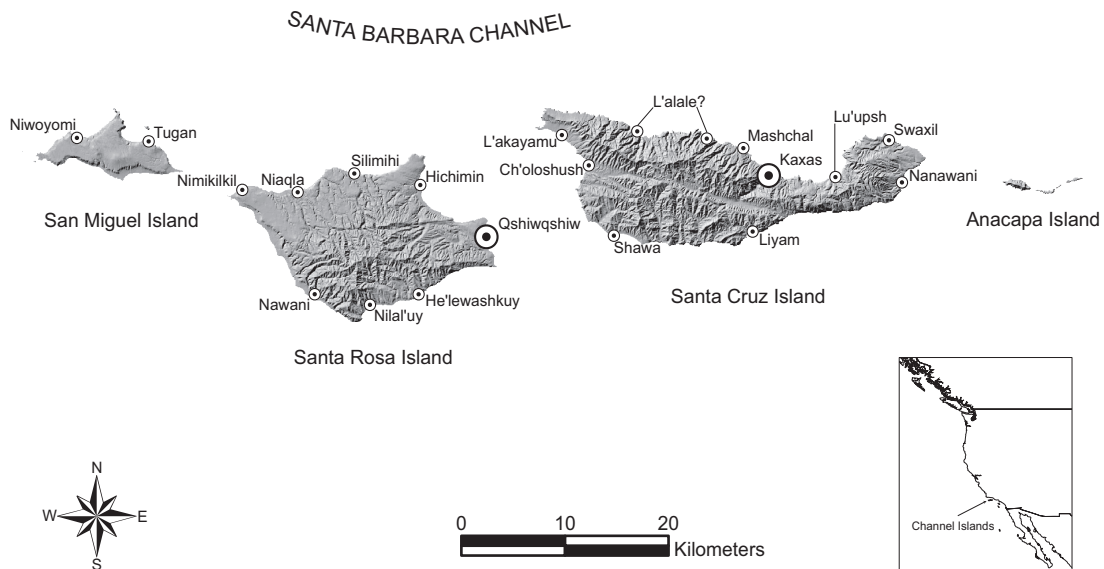 SANTA BARBARA CHANNEL
Niwoyomi
Tugan
San Miguel Island
Nimikilkil
Niaqla
Silimihi
Hichimin
Qshiwqshiw
Nawani
Nilal'uy
He'lewashkuy
Santa Rosa Island
L'alale?
L'akayamu
Ch'oloshush
Mashchal
Kaxas
Lu'upsh
Swaxil
Nanawani
Shawa
Liyam
Santa Cruz Island
Anacapa Island
N
W
E
S
0 10 20
Kilometers
Channel Islands